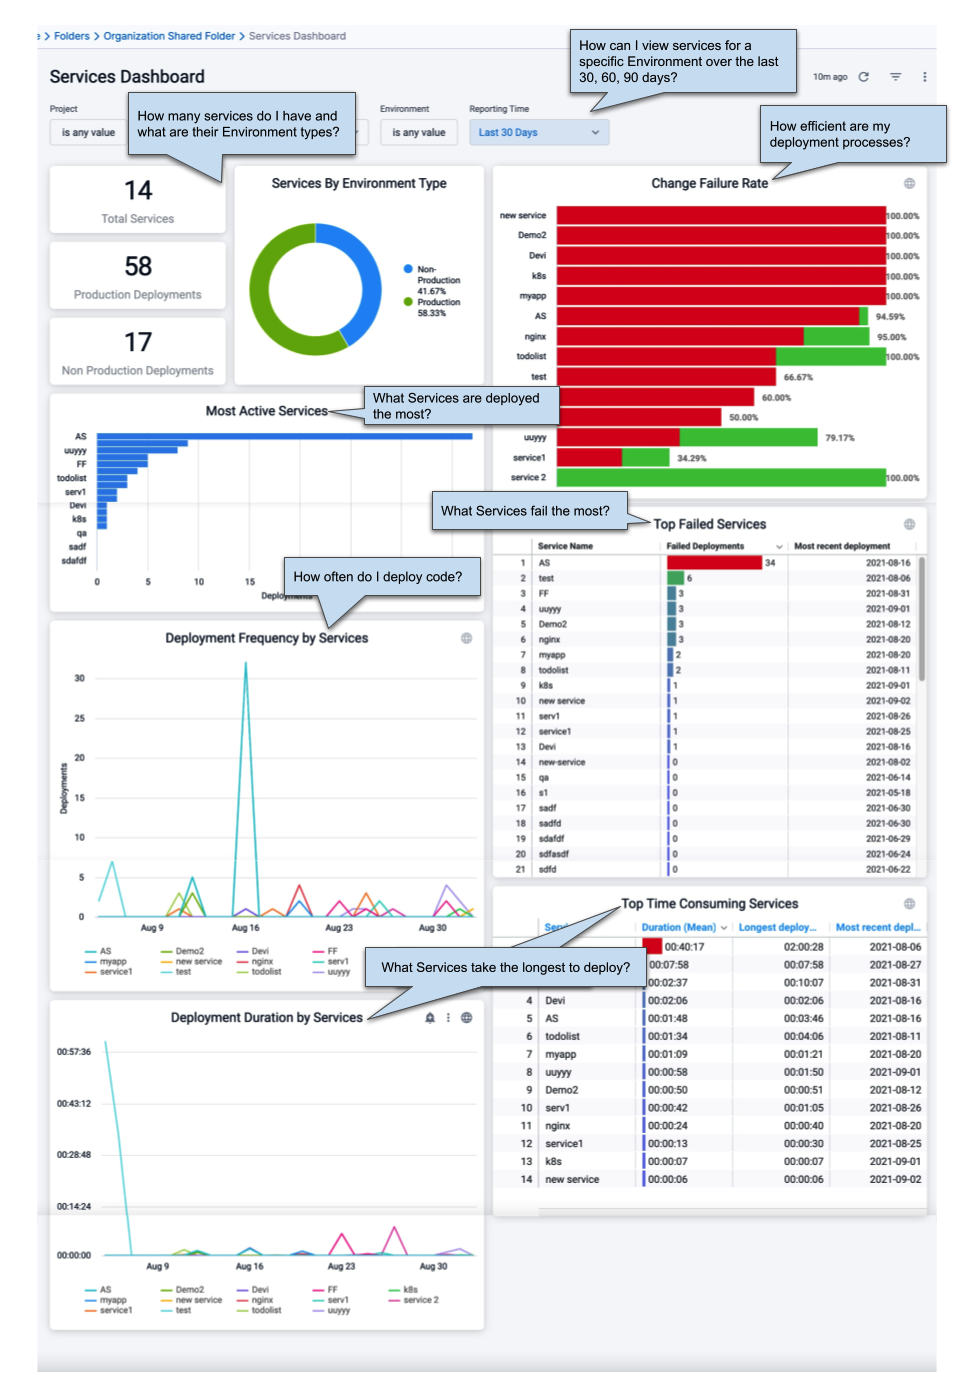 e > Folders > Organization Shared Folder > Services Dashboard
How can I view services for a
specific Environment over the last
30, 60, 90 days?
Services Dashboard
10m ago
Project
Environment
Reporting Time
is any value
is any value
Last 30 Days
How many services do I have and
what are their Environment types?
How efficient are my
deployment processes?
14
Total Services
58
Production Deployments
17
Non Production Deployments
Services By Environment Type
Non-
Production
41.67%
Production
58.33%
Change Failure Rate
new service 100.00%
Demo2 100.00%
Devi 100.00%
k8s 100.00%
myapp 100.00%
AS 94.59%
nginx 95.00%
todolist 100.00%
test 66.67%
60.00%
50.00%
uuyyy 79.17%
service1 34.29%
service 2 100.00%
Most Active Services
What Services are deployed
the most?
AS
uuyyy
FF
todolist
serv1
Devi
k8s
qa
sadf
sdafdf
0 5 10 15
What Services fail the most?
Top Failed Services
Service Name Failed Deployments Most recent deployment
1 AS 34 2021-08-16
2 test 6 2021-08-06
3 FF 3 2021-08-31
4 uuyyy 3 2021-09-01
5 Demo2 3 2021-08-12
6 nginx 3 2021-08-20
7 myapp 2 2021-08-20
8 todolist 2 2021-08-11
9 k8s 1 2021-09-01
10 new service 1 2021-09-02
11 serv1 1 2021-08-26
12 service1 1 2021-08-25
13 Devi 1 2021-08-16
14 new-service 0 2021-08-02
15 qa 0 2021-06-14
16 s1 0 2021-05-18
17 sadf 0 2021-06-30
18 sadfd 0 2021-06-30
19 sdafdf 0 2021-06-29
20 sdfasdf 0 2021-06-24
21 sdfd 0 2021-06-22
How often do I deploy code?
Deployment Frequency by Services
Deployments
30
25
20
15
10
5
0
Aug 9 Aug 16 Aug 23 Aug 30
AS Demo2 Devi FF
myapp new service nginx serv1
service1 test todolist uuyyy
Top Time Consuming Services
Duration (Mean) Longest deploy... Most recent depl...
00:40:17 02:00:28 2021-08-06
00:07:58 00:07:58 2021-08-27
00:02:37 00:10:07 2021-08-31
4 Devi 00:02:06 00:02:06 2021-08-16
5 AS 00:01:48 00:03:46 2021-08-16
6 todolist 00:01:34 00:04:06 2021-08-11
7 myapp 00:01:09 00:01:21 2021-08-20
8 uuyyy 00:00:58 00:01:50 2021-09-01
9 Demo2 00:00:50 00:00:51 2021-08-12
10 serv1 00:00:42 00:01:05 2021-08-26
11 nginx 00:00:24 00:00:40 2021-08-20
12 service1 00:00:13 00:00:30 2021-08-25
13 k8s 00:00:07 00:00:07 2021-09-01
14 new service 00:00:06 00:00:06 2021-09-02
What Services take the longest to deploy?
Deployment Duration by Services
00:57:36
00:43:12
00:28:48
00:14:24
00:00:00
Aug 9 Aug 16 Aug 23 Aug 30
AS Demo2 Devi FF k8s
myapp new service nginx serv1 service 2
service1 test todolist uuyyy